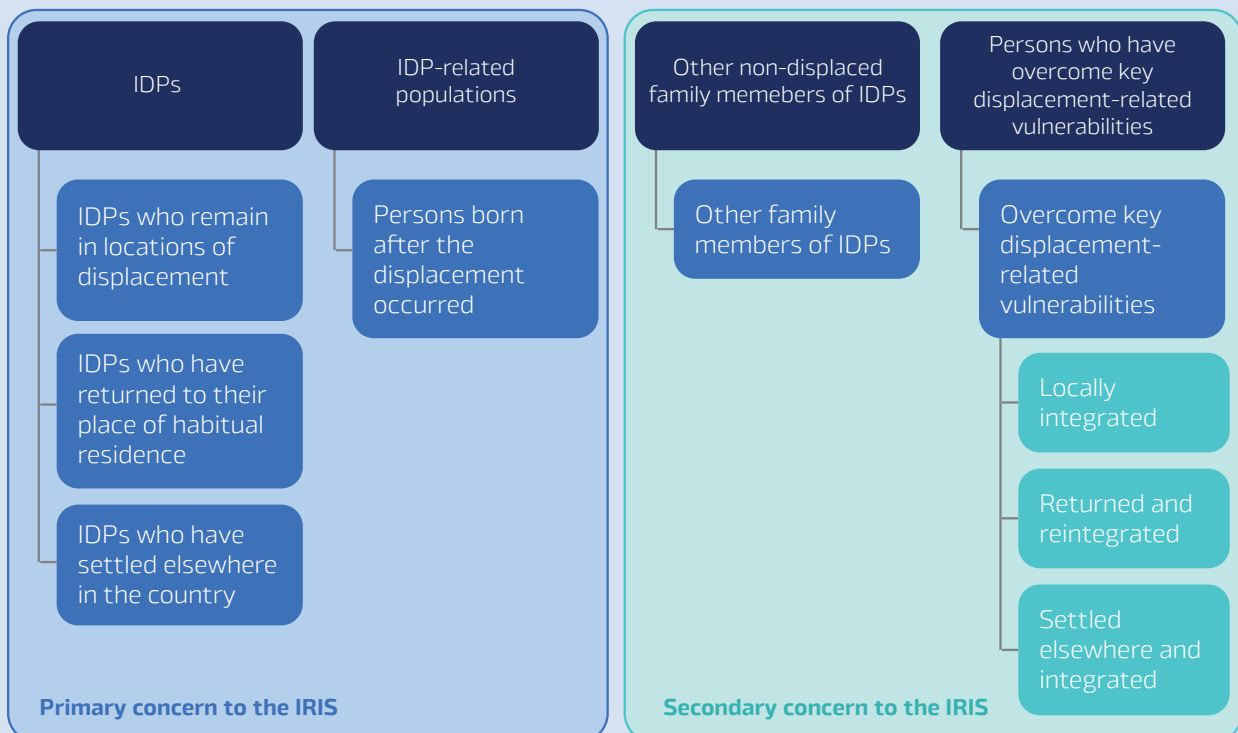 IDPs
IDPs who remain
in locations of
displacement
IDPs who have
returned to their
place of habitual
residence
IDPs who have
settled elsewhere
in the country
IDP-related
populations
Persons born
after the
displacement
occurred
Primary concern to the IRIS
Other non-displaced
family memebers of IDPs
Other family
members of IDPs
Persons who have
overcome key
displacement-related
vulnerabilities
Overcome key
displacement-
related
vulnerabilities
Locally
integrated
Returned and
reintegrated
Settled
elsewhere and
integrated
Secondary concern to the IRIS